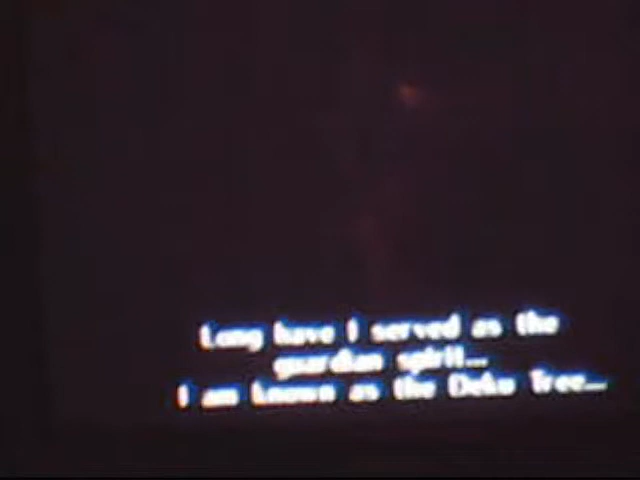 Long have I served as the
guardian spirit...
I am known as the Deku Tree...